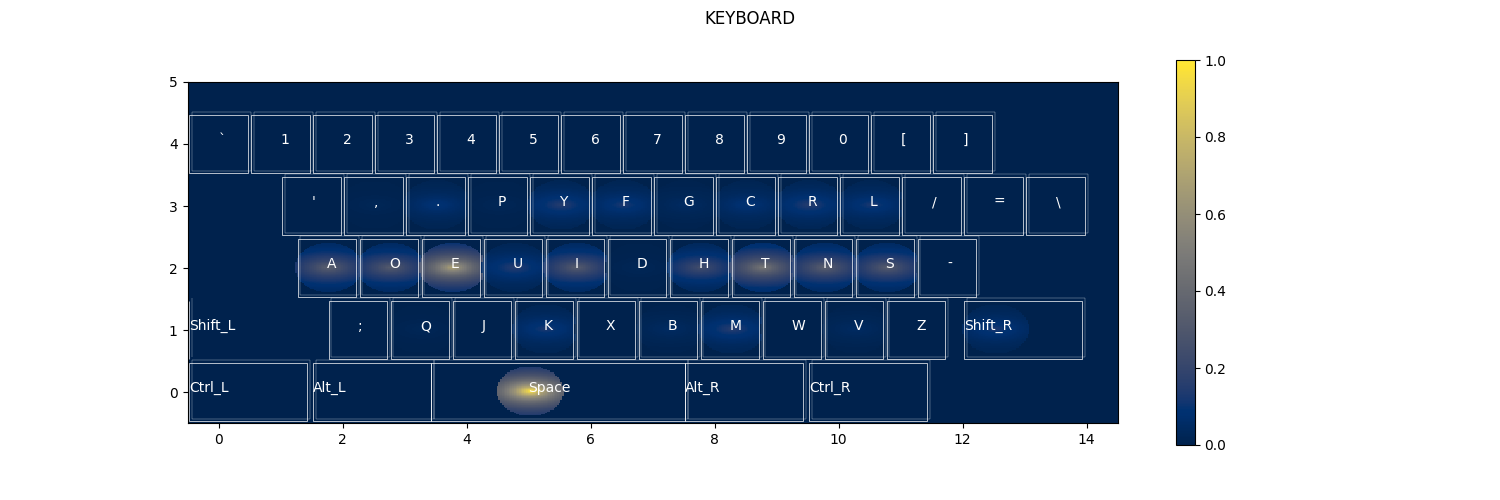 KEYBOARD
5
4
3
2
1
0
` 1 2 3 4 5 6 7 8 9 0 [ ]
' , . P Y F G C R L / = \
A O E U I D H T N S -
Shift_L ; Q J K X B M W V Z Shift_R
Ctrl_L Alt_L Space Alt_R Ctrl_R
0 2 4 6 8 10 12 14
1.0
0.8
0.6
0.4
0.2
0.0